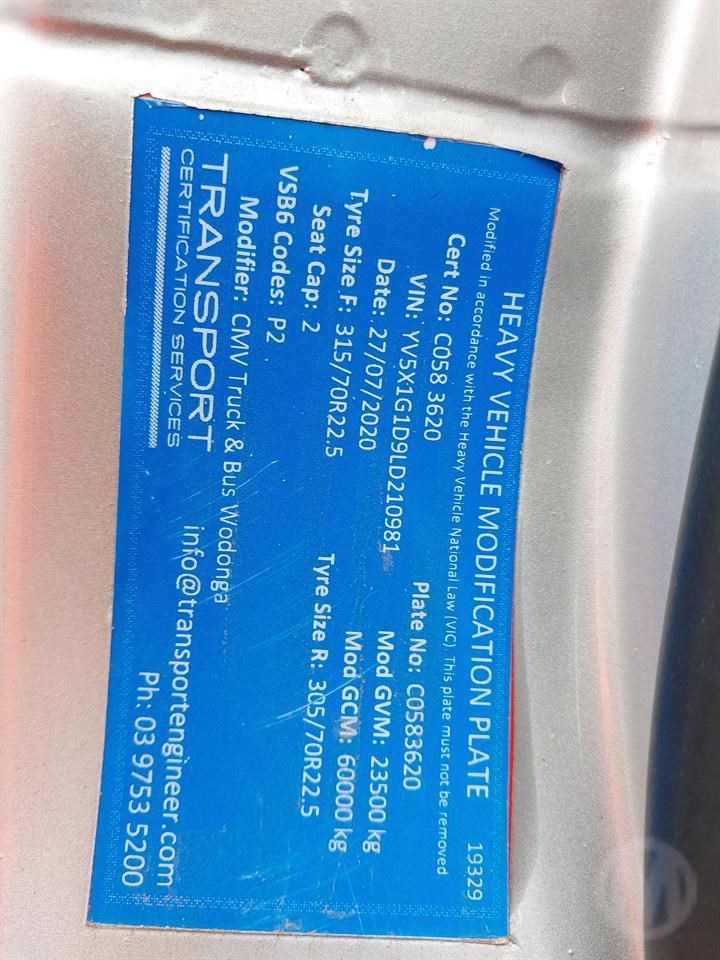 HEAVY VEHICLE MODIFICATION PLATE 19329
Modified in accordance with the Heavy Vehicle National Law (VIC). This plate must not be removed.
Cert No: C058 3620 Plate No: C0583620
VIN: YV5X1G1D9LD210981 Mod GVM: 23500 kg
Date: 27/07/2020 Mod GCM: 60000 kg
Tyre Size F: 315/70R22.5 Tyre Size R: 305/70R22.5
Seat Cap: 2
VSB6 Codes: P2
Modifier: CMV Truck & Bus Wodonga
TRANSPORT info@transportengineer.com
CERTIFICATION SERVICES Ph: 03 9753 5200